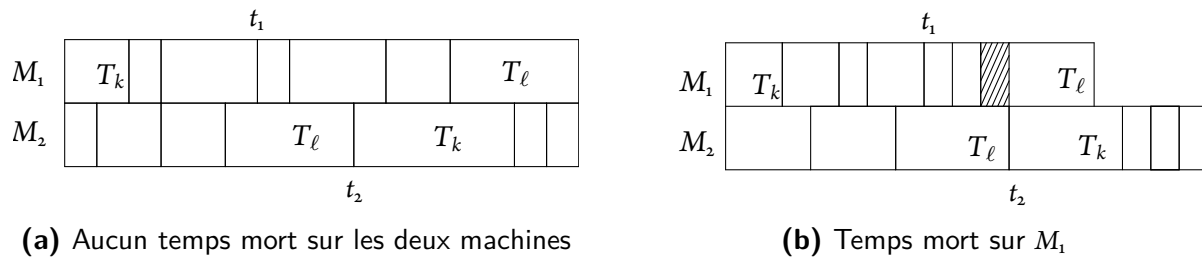 t₁
M₁ T_k T_ℓ
M₂ T_ℓ T_k
t₂
(a) Aucun temps mort sur les deux machines
t₁
M₁ T_k T_ℓ
M₂ T_ℓ T_k
t₂
(b) Temps mort sur M₁